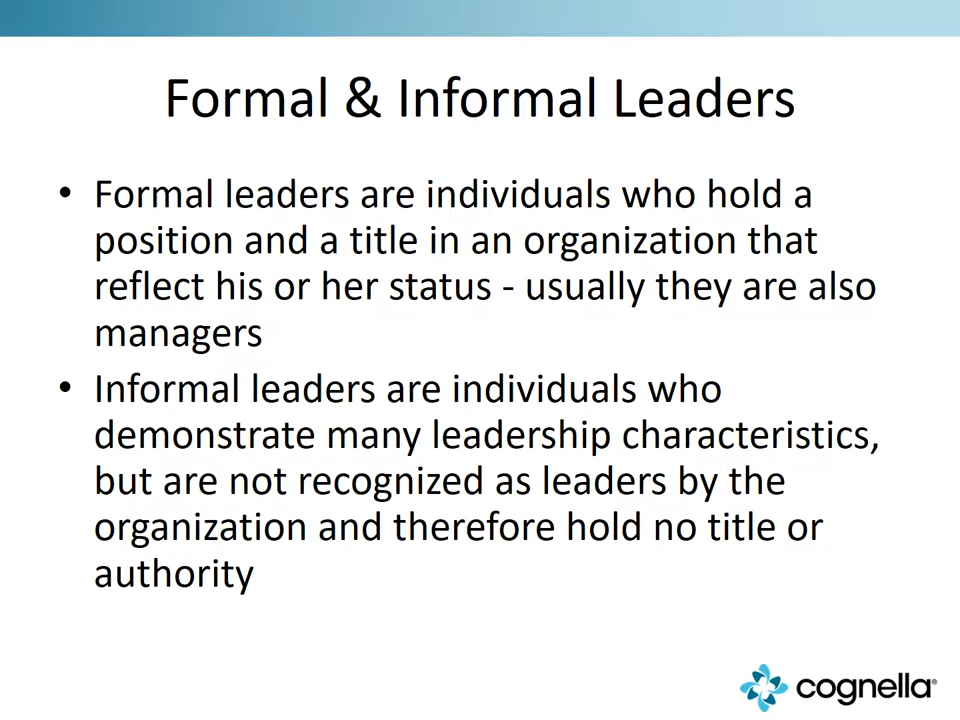 Formal & Informal Leaders
• Formal leaders are individuals who hold a
position and a title in an organization that
reflect his or her status - usually they are also
managers
• Informal leaders are individuals who
demonstrate many leadership characteristics,
but are not recognized as leaders by the
organization and therefore hold no title or
authority
cognella®